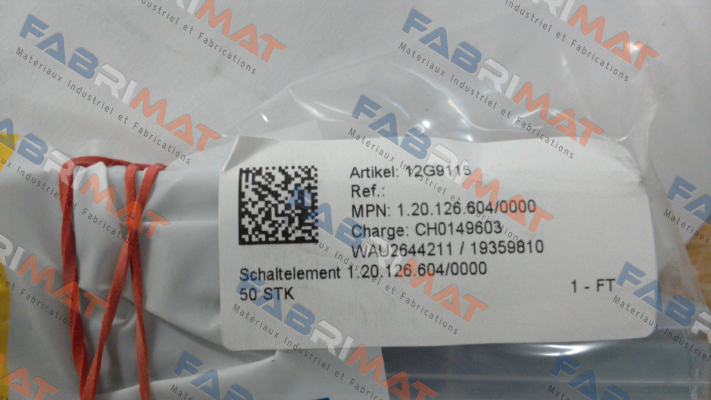 FABRIMAT
Materiaux Industriel et Fabrications
Artikel: 12G9115
Ref.:
MPN: 1.20.126.604/0000
Charge: CH0149603
WAU2644211 / 19359810
Schaltelement 1.20.126.604/0000
50 STK
1 - FT